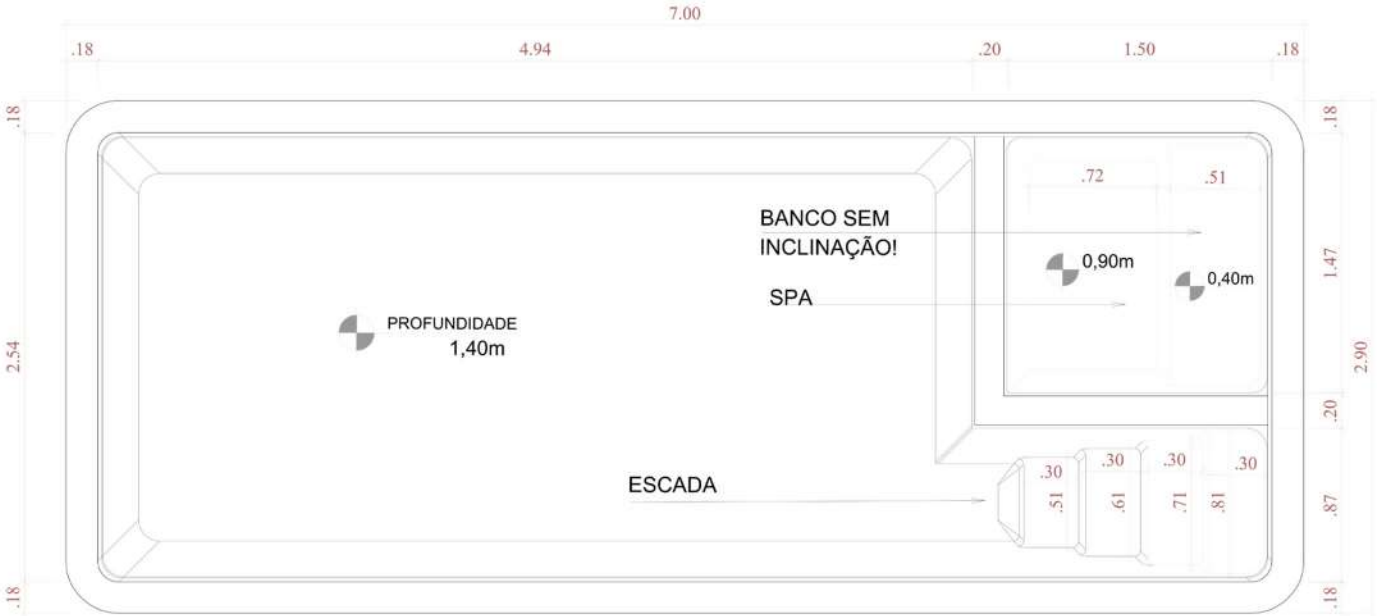 7.00
.18 4.94 .20 1.50 .18
.18 .18
.72 .51
BANCO SEM
INCLINAÇÃO!
0,90m 0,40m
1.47
SPA
PROFUNDIDADE
1,40m
2.54 2.90
.20
.30 .30 .30 .30
ESCADA
.51 .61 .71 .81 .87
.18 .18